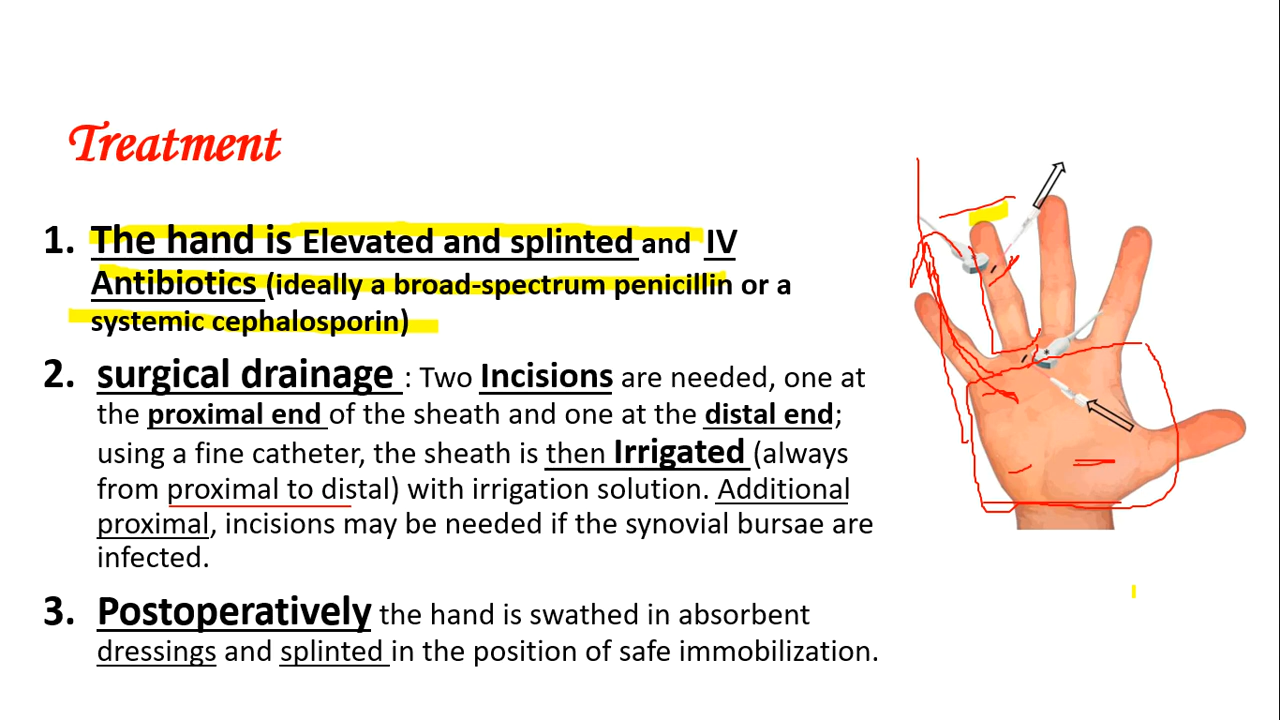 Treatment
1. The hand is Elevated and splinted and IV
Antibiotics (ideally a broad-spectrum penicillin or a
systemic cephalosporin)
2. surgical drainage : Two Incisions are needed, one at
the proximal end of the sheath and one at the distal end;
using a fine catheter, the sheath is then Irrigated (always
from proximal to distal) with irrigation solution. Additional
proximal, incisions may be needed if the synovial bursae are
infected.
3. Postoperatively the hand is swathed in absorbent
dressings and splinted in the position of safe immobilization.